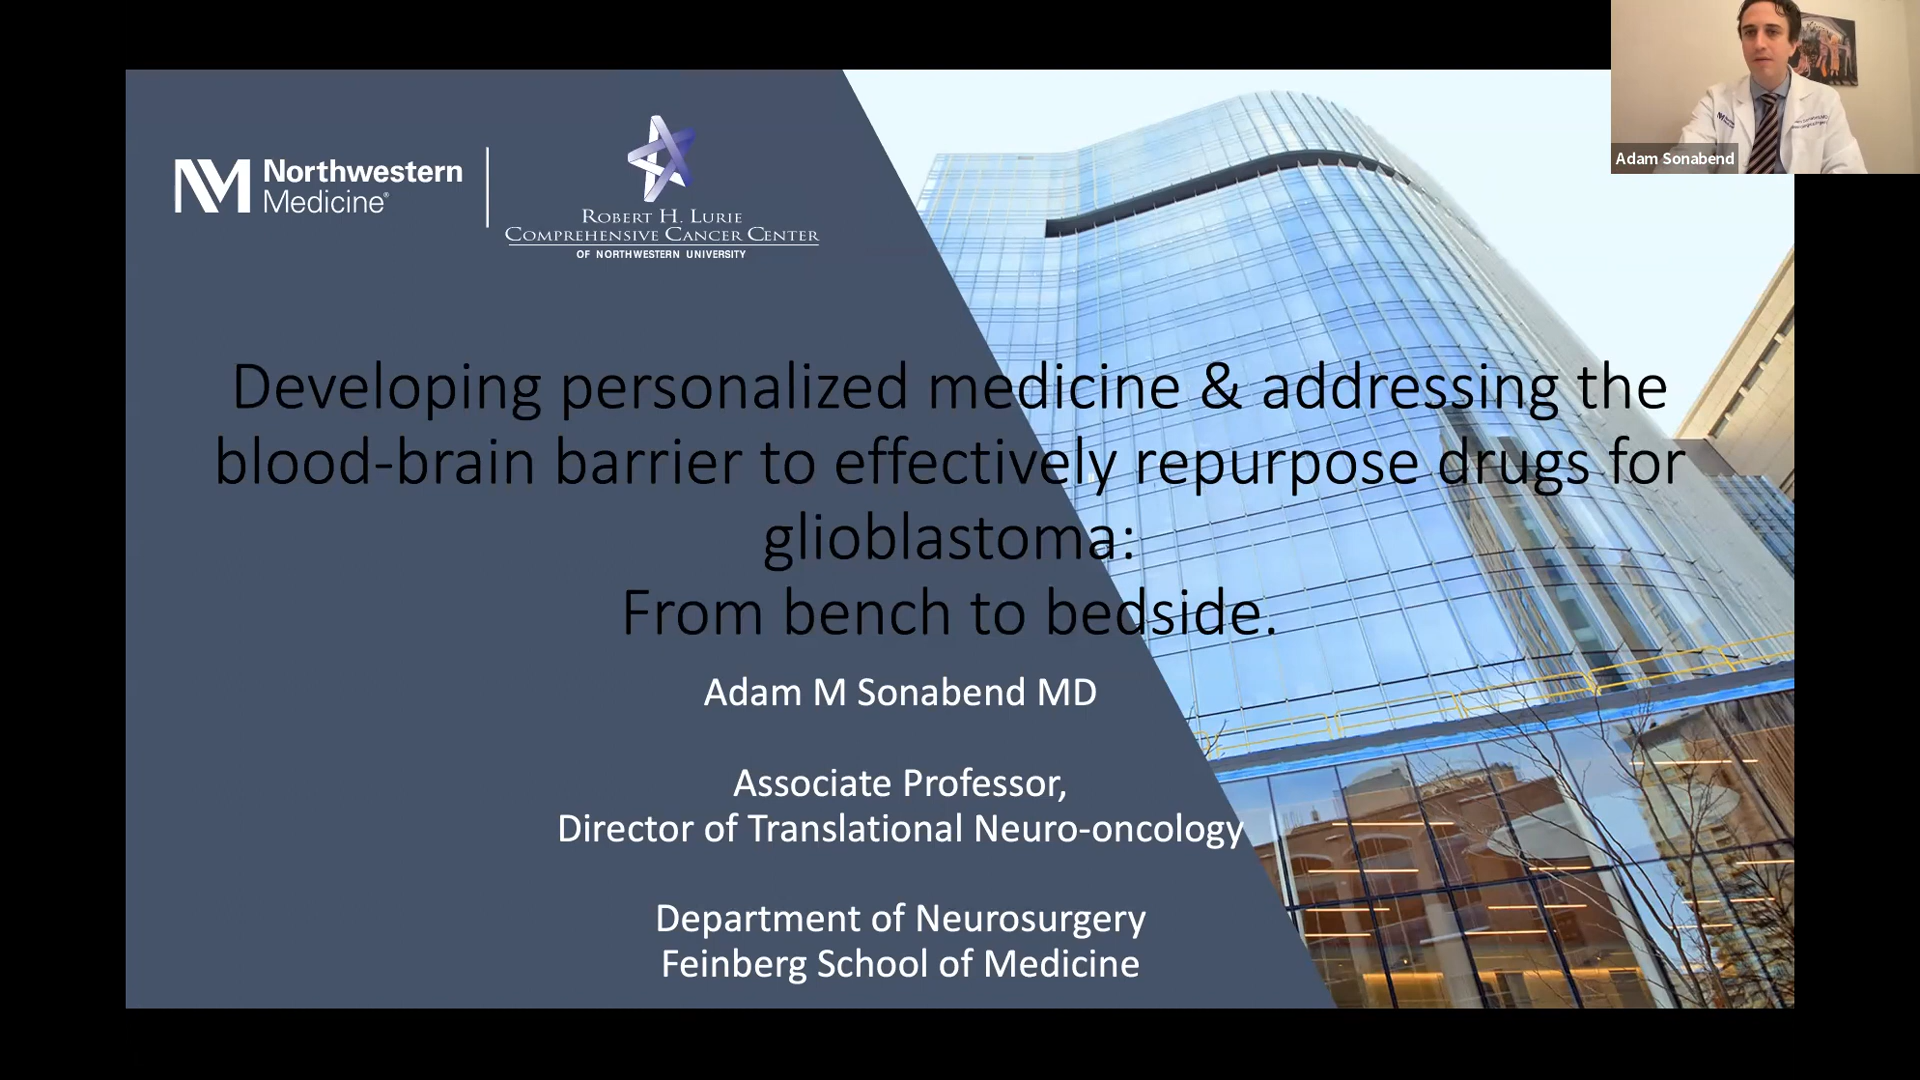 Northwestern
Medicine®
ROBERT H. LURIE
COMPREHENSIVE CANCER CENTER
OF NORTHWESTERN UNIVERSITY
Adam Sonabend
Developing personalized medicine & addressing the
blood-brain barrier to effectively repurpose drugs for
glioblastoma:
From bench to bedside.
Adam M Sonabend MD
Associate Professor,
Director of Translational Neuro-oncology
Department of Neurosurgery
Feinberg School of Medicine